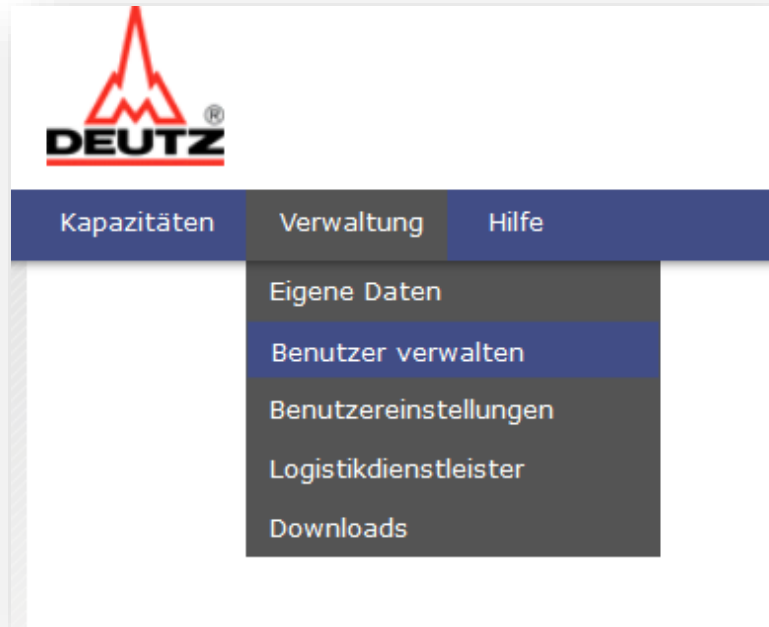 ®
DEUTZ
Kapazitäten Verwaltung Hilfe
Eigene Daten
Benutzer verwalten
Benutzereinstellungen
Logistikdienstleister
Downloads